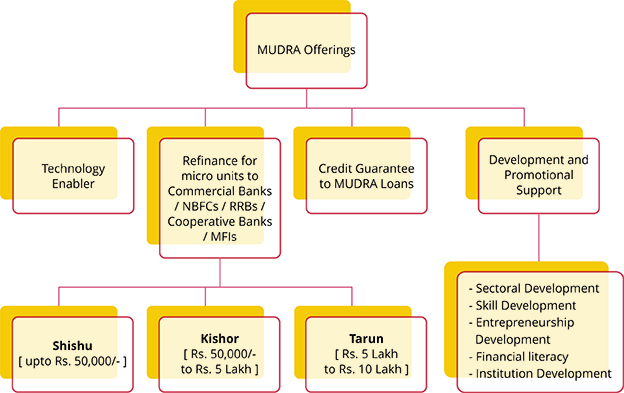 MUDRA Offerings
Technology
Enabler
Refinance for
micro units to
Commercial Banks
/ NBFCs / RRBs /
Cooperative Banks
/ MFIs
Credit Guarantee
to MUDRA Loans
Development and
Promotional
Support
Shishu
[ upto Rs. 50,000/- ]
Kishor
[ Rs. 50,000/-
to Rs. 5 Lakh ]
Tarun
[ Rs. 5 Lakh
to Rs. 10 Lakh ]
- Sectoral Development
- Skill Development
- Entrepreneurship
Development
- Financial literacy
- Institution Development